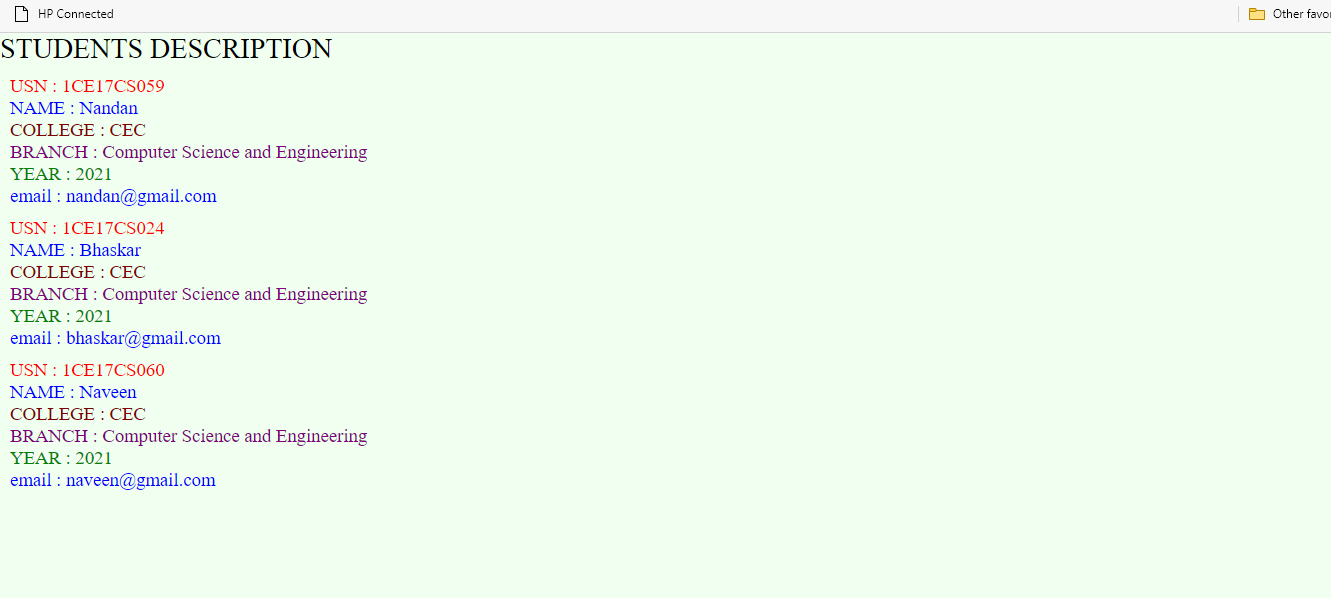 HP Connected
Other favor
STUDENTS DESCRIPTION
USN : 1CE17CS059
NAME : Nandan
COLLEGE : CEC
BRANCH : Computer Science and Engineering
YEAR : 2021
email : nandan@gmail.com
USN : 1CE17CS024
NAME : Bhaskar
COLLEGE : CEC
BRANCH : Computer Science and Engineering
YEAR : 2021
email : bhaskar@gmail.com
USN : 1CE17CS060
NAME : Naveen
COLLEGE : CEC
BRANCH : Computer Science and Engineering
YEAR : 2021
email : naveen@gmail.com